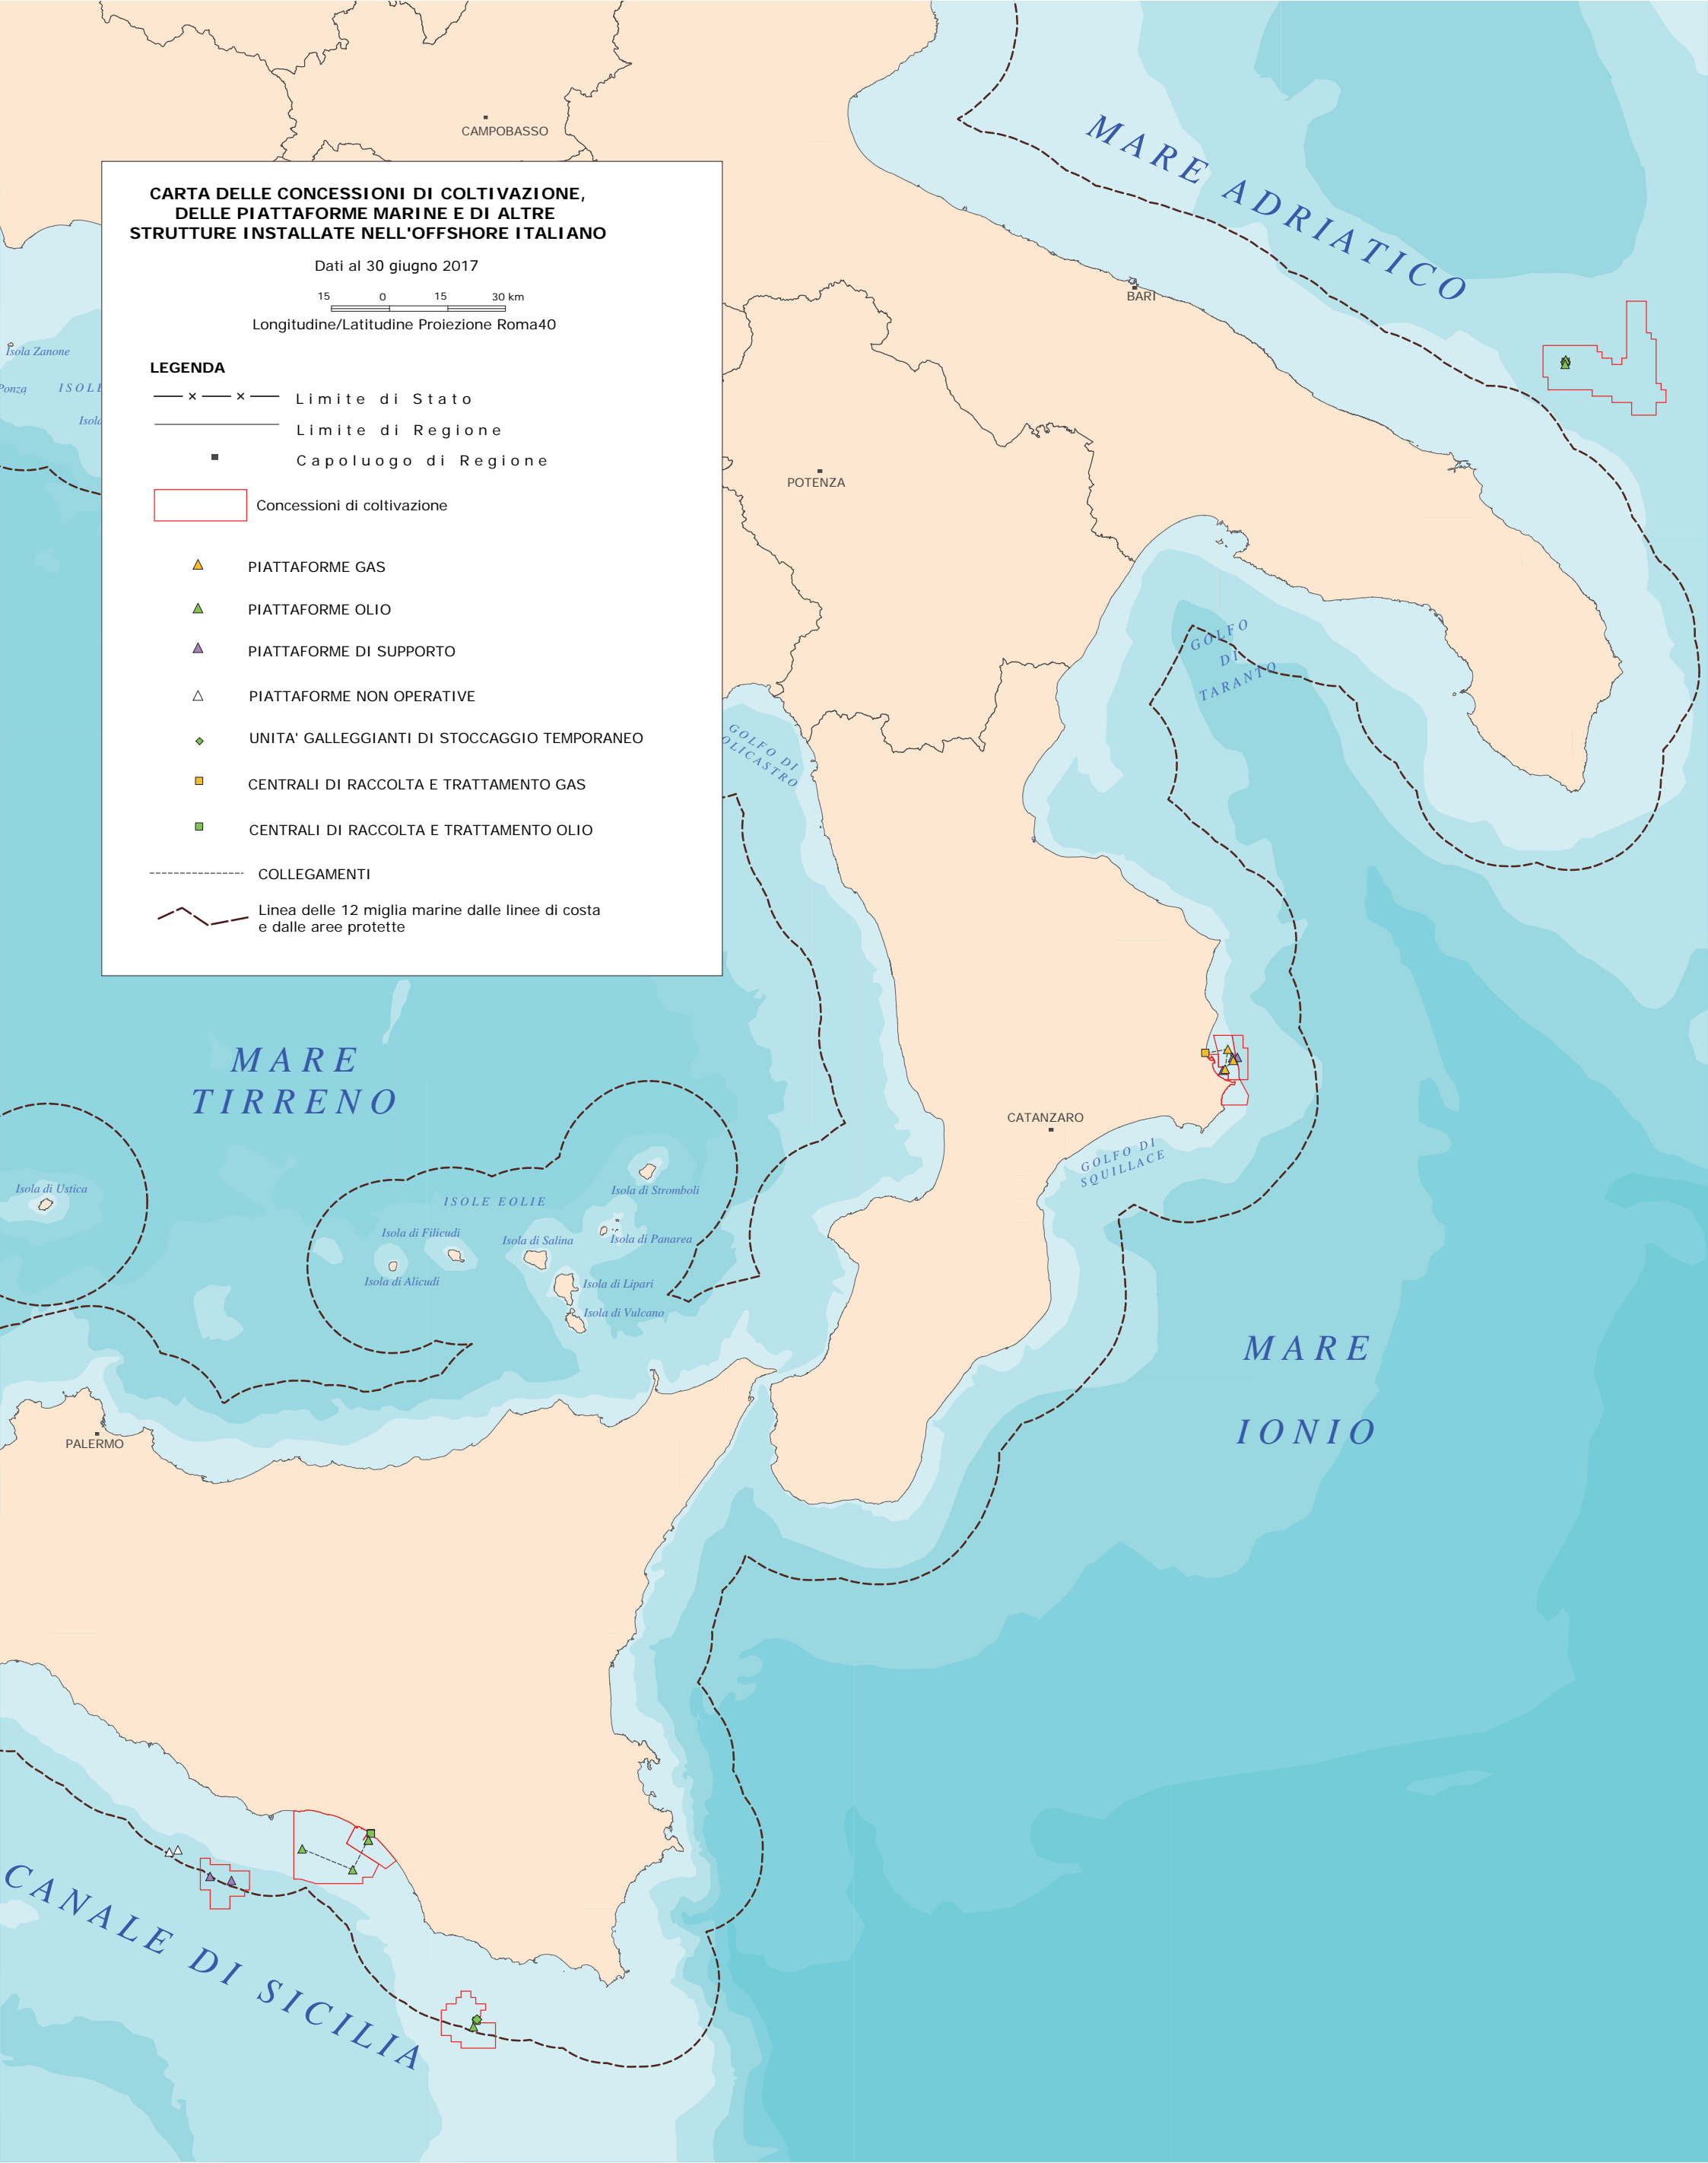 CAMPOBASSO
CARTA DELLE CONCESSIONI DI COLTIVAZIONE,
DELLE PIATTAFORME MARINE E DI ALTRE
STRUTTURE INSTALLATE NELL'OFFSHORE ITALIANO
Dati al 30 giugno 2017
15 0 15 30 km
Longitudine/Latitudine Proiezione Roma40
LEGENDA
Limite di Stato
Limite di Regione
Capoluogo di Regione
Concessioni di coltivazione
PIATTAFORME GAS
PIATTAFORME OLIO
PIATTAFORME DI SUPPORTO
PIATTAFORME NON OPERATIVE
UNITA' GALLEGGIANTI DI STOCCAGGIO TEMPORANEO
CENTRALI DI RACCOLTA E TRATTAMENTO GAS
CENTRALI DI RACCOLTA E TRATTAMENTO OLIO
COLLEGAMENTI
Linea delle 12 miglia marine dalle linee di costa
e dalle aree protette
MARE ADRIATICO
BARI
Isola Zanone
Ponza
ISOLE
Isola
POTENZA
GOLFO
DI
TARANTO
GOLFO DI
OLICASTRO
MARE
TIRRENO
CATANZARO
GOLFO DI
SQUILLACE
Isola di Ustica
ISOLE EOLIE
Isola di Stromboli
Isola di Filicudi
Isola di Salina
Isola di Panarea
Isola di Alicudi
Isola di Lipari
Isola di Vulcano
MARE
IONIO
PALERMO
CANALE DI SICILIA